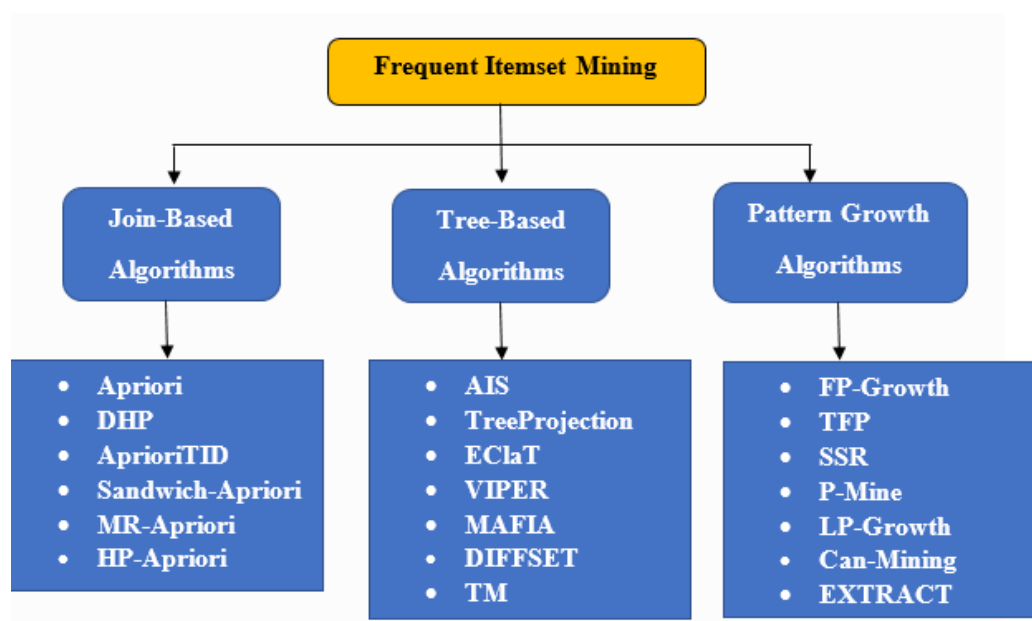 Frequent Itemset Mining
Join-Based
Algorithms
Tree-Based
Algorithms
Pattern Growth
Algorithms
• Apriori
• DHP
• AprioriTID
• Sandwich-Apriori
• MR-Apriori
• HP-Apriori
• AIS
• TreeProjection
• EClaT
• VIPER
• MAFIA
• DIFFSET
• TM
• FP-Growth
• TFP
• SSR
• P-Mine
• LP-Growth
• Can-Mining
• EXTRACT